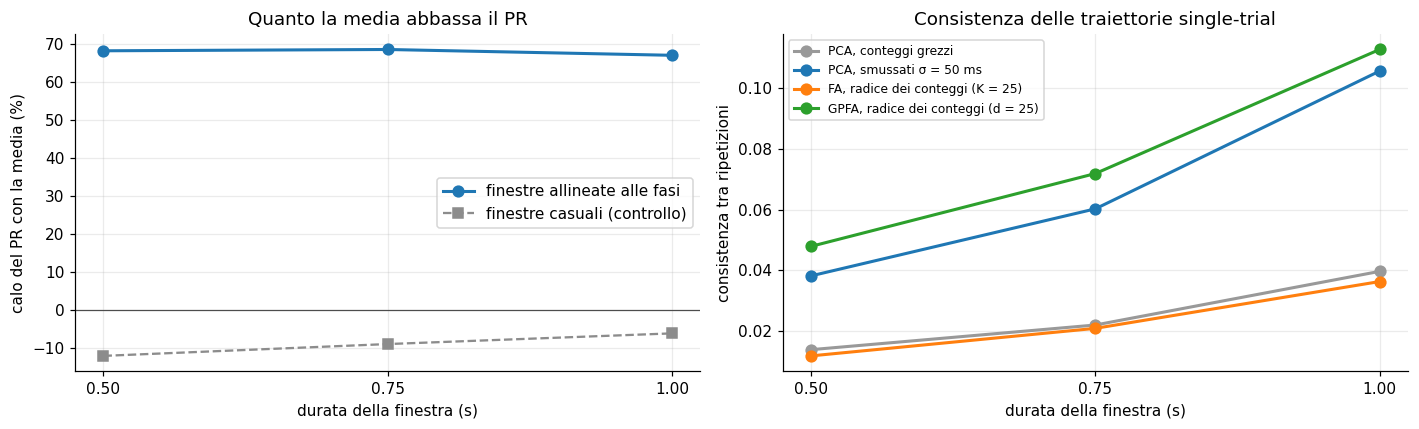 Quanto la media abbassa il PR
calo del PR con la media (%)
70
60
50
40
30
20
10
0
−10
finestre allineate alle fasi
finestre casuali (controllo)
0.50
0.75
1.00
durata della finestra (s)
Consistenza delle traiettorie single-trial
consistenza tra ripetizioni
0.10
0.08
0.06
0.04
0.02
PCA, conteggi grezzi
PCA, smussati σ = 50 ms
FA, radice dei conteggi (K = 25)
GPFA, radice dei conteggi (d = 25)
0.50
0.75
1.00
durata della finestra (s)